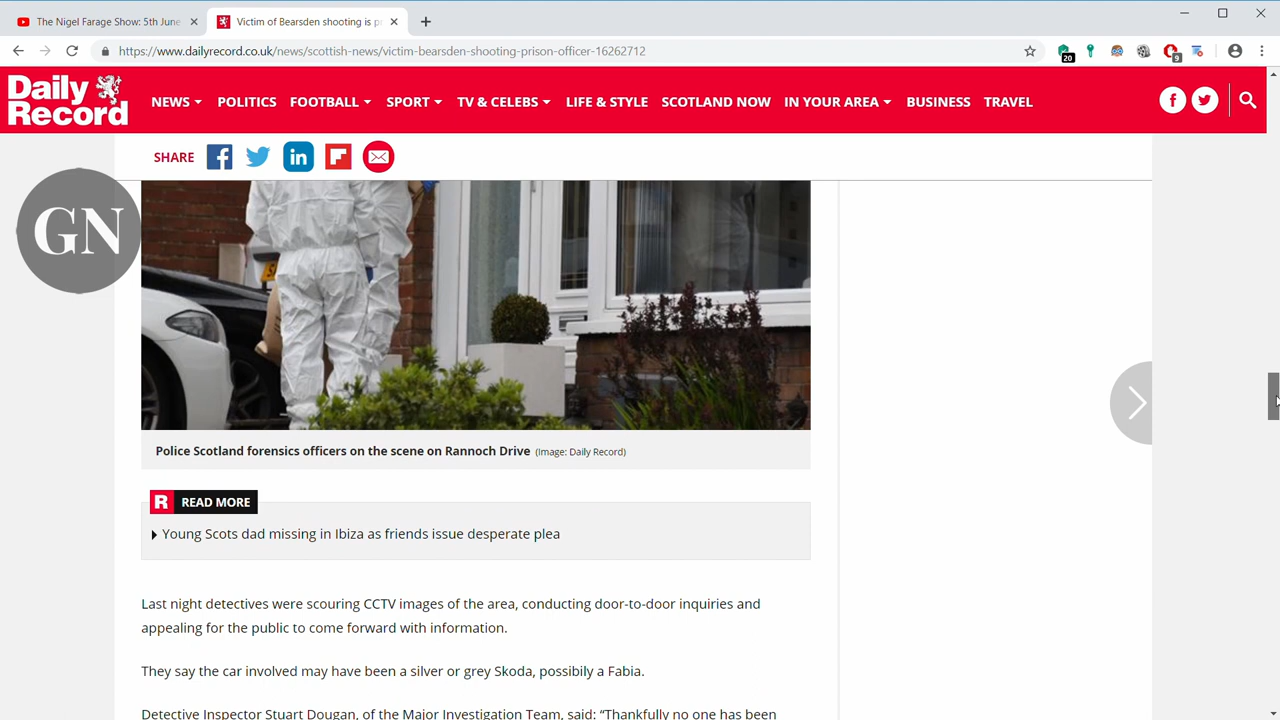 The Nigel Farage Show: 5th June
Victim of Bearsden shooting is pr
https://www.dailyrecord.co.uk/news/scottish-news/victim-bearsden-shooting-prison-officer-16262712
20
9
Daily
Record
NEWS
POLITICS
FOOTBALL
SPORT
TV & CELEBS
LIFE & STYLE
SCOTLAND NOW
IN YOUR AREA
BUSINESS
TRAVEL
SHARE
GN
Police Scotland forensics officers on the scene on Rannoch Drive (Image: Daily Record)
R READ MORE
Young Scots dad missing in Ibiza as friends issue desperate plea
Last night detectives were scouring CCTV images of the area, conducting door-to-door inquiries and
appealing for the public to come forward with information.
They say the car involved may have been a silver or grey Skoda, possibily a Fabia.
Detective Inspector Stuart Dougan, of the Major Investigation Team, said: “Thankfully no one has been